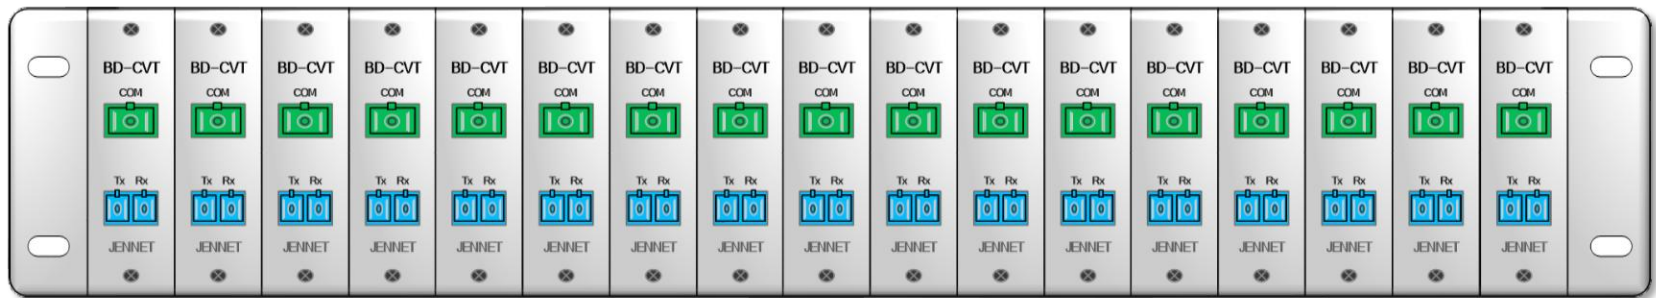 BD-CVT
COM
Tx Rx
JENNET
BD-CVT
COM
Tx Rx
JENNET
BD-CVT
COM
Tx Rx
JENNET
BD-CVT
COM
Tx Rx
JENNET
BD-CVT
COM
Tx Rx
JENNET
BD-CVT
COM
Tx Rx
JENNET
BD-CVT
COM
Tx Rx
JENNET
BD-CVT
COM
Tx Rx
JENNET
BD-CVT
COM
Tx Rx
JENNET
BD-CVT
COM
Tx Rx
JENNET
BD-CVT
COM
Tx Rx
JENNET
BD-CVT
COM
Tx Rx
JENNET
BD-CVT
COM
Tx Rx
JENNET
BD-CVT
COM
Tx Rx
JENNET
BD-CVT
COM
Tx Rx
JENNET
BD-CVT
COM
Tx Rx
JENNET
BD-CVT
COM
Tx Rx
JENNET